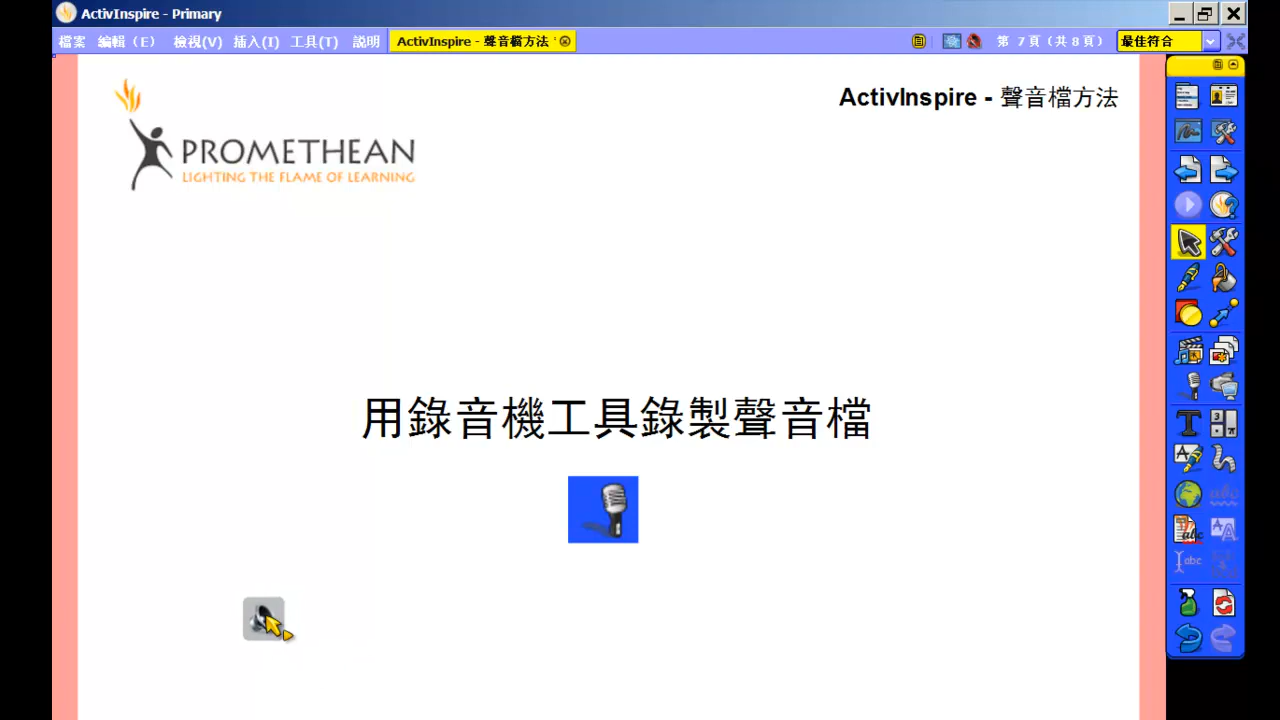 ActivInspire - Primary
檔案 編輯（E） 檢視(V) 插入(I) 工具(T) 説明
ActivInspire - 聲音檔方法
第 7頁（共 8頁）
最佳符合
ActivInspire - 聲音檔方法
PROMETHEAN
LIGHTING THE FLAME OF LEARNING
用錄音機工具錄製聲音檔